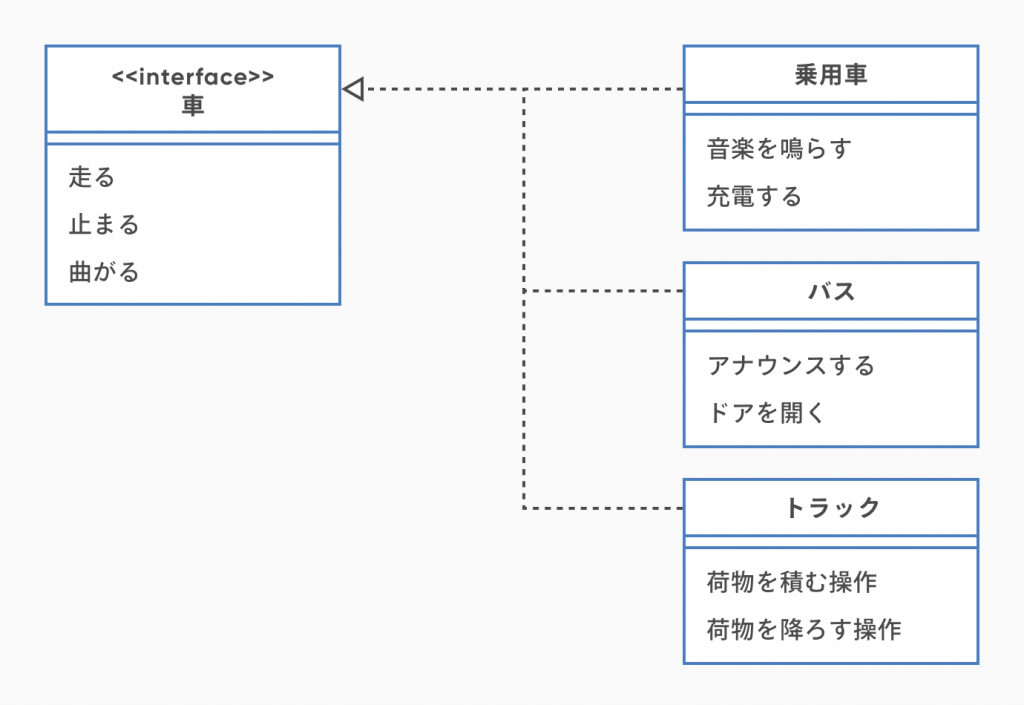 <<interface>>
車
走る
止まる
曲がる
乗用車
音楽を鳴らす
充電する
バス
アナウンスする
ドアを開く
トラック
荷物を積む操作
荷物を降ろす操作